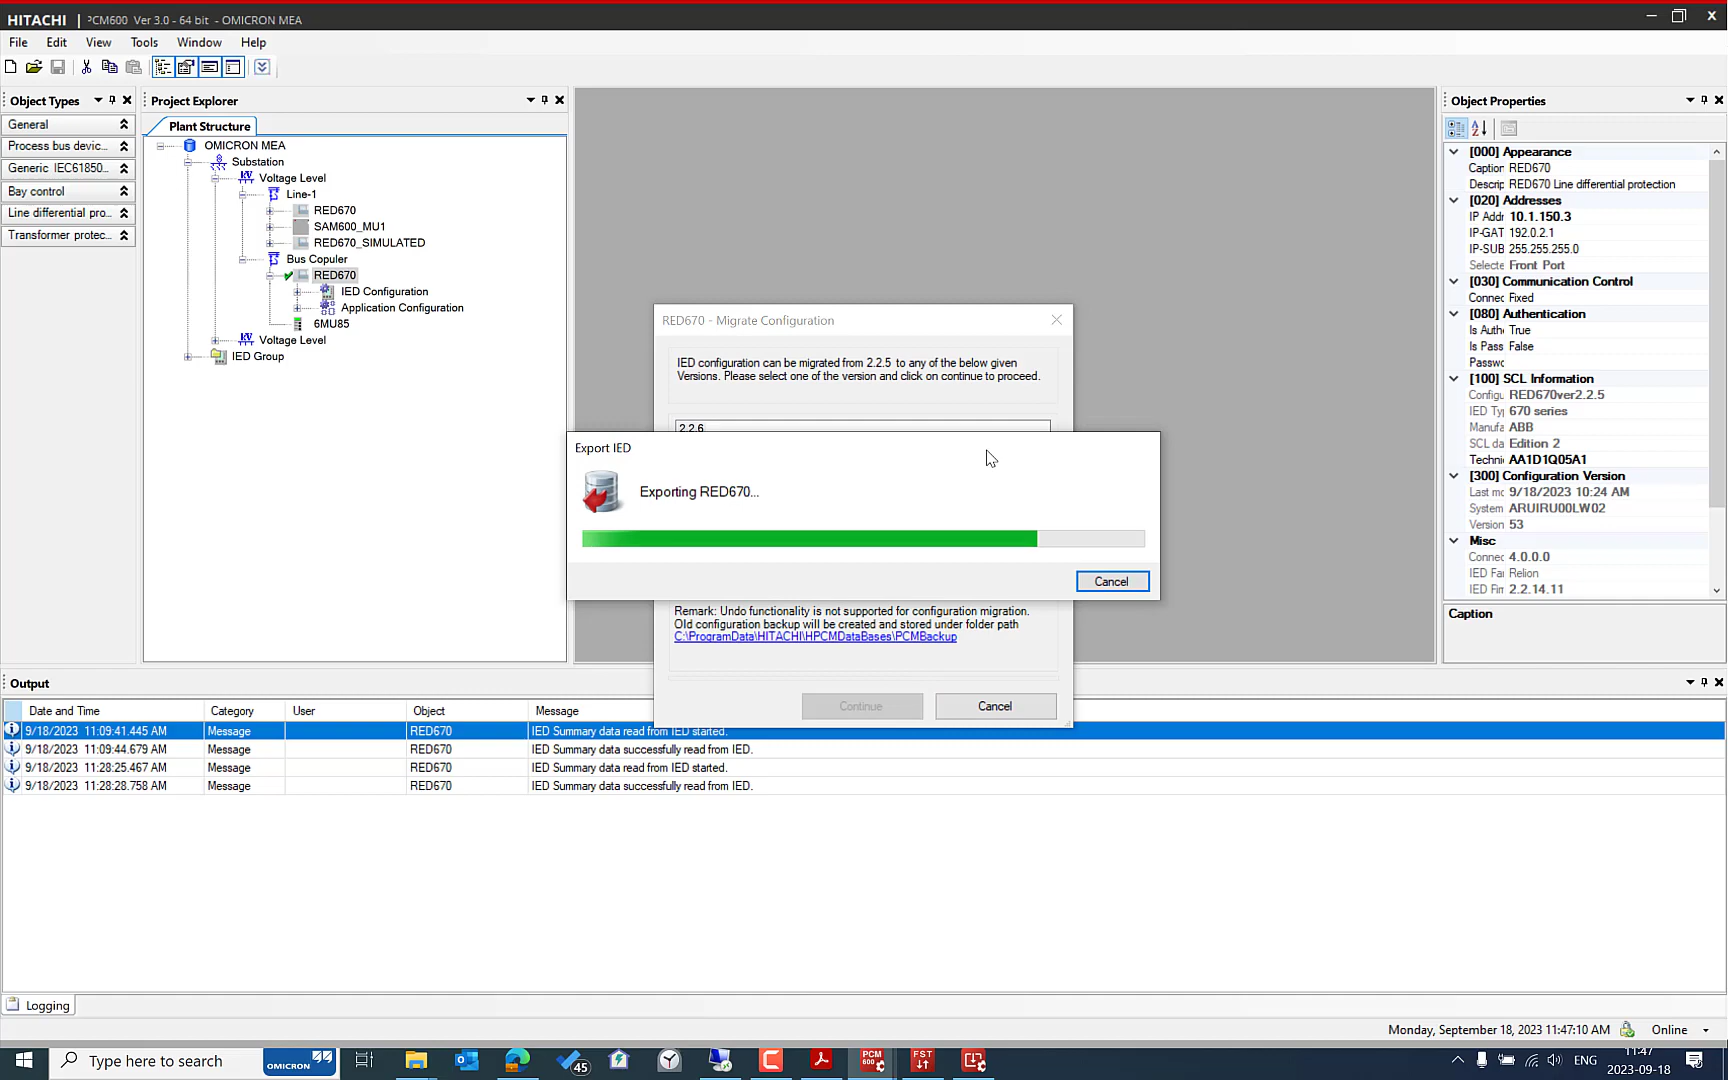 HITACHI | PCM600 Ver 3.0 - 64 bit - OMICRON MEA
File Edit View Tools Window Help
Object Types
General
Process bus devic...
Generic IEC61850...
Bay control
Line differential pro...
Transformer protec...
Project Explorer
Plant Structure
OMICRON MEA
Substation
Voltage Level
Line-1
RED670
SAM600_MU1
RED670_SIMULATED
Bus Copuler
RED670
IED Configuration
Application Configuration
6MU85
Voltage Level
IED Group
RED670 - Migrate Configuration
IED configuration can be migrated from 2.2.5 to any of the below given
Versions. Please select one of the version and click on continue to proceed.
2.2.6
Export IED
Exporting RED670...
Cancel
Remark: Undo functionality is not supported for configuration migration.
Old configuration backup will be created and stored under folder path
C:\ProgramData\HITACHI\HPCMDataBases\PCMBackup
Continue Cancel
Object Properties
[000] Appearance
Caption RED670
Descrip RED670 Line differential protection
[020] Addresses
IP Addr 10.1.150.3
IP-GAT 192.0.2.1
IP-SUB 255.255.255.0
Selecte Front Port
[030] Communication Control
Connec Fixed
[080] Authentication
Is Auth True
Is Pass False
Passwc
[100] SCL Information
Configu RED670ver2.2.5
IED Ty 670 series
Manufa ABB
SCL da Edition 2
Techni AA1D1Q05A1
[300] Configuration Version
Last mc 9/18/2023 10:24 AM
System ARUIRU00LW02
Version 53
Misc
Connec 4.0.0.0
IED Far Relion
IED Fir 2.2.14.11
Caption
Output
Date and Time Category User Object Message
9/18/2023 11:09:41.445 AM Message RED670 IED Summary data read from IED started.
9/18/2023 11:09:44.679 AM Message RED670 IED Summary data successfully read from IED.
9/18/2023 11:28:25.467 AM Message RED670 IED Summary data read from IED started.
9/18/2023 11:28:28.758 AM Message RED670 IED Summary data successfully read from IED.
Logging
Monday, September 18, 2023 11:47:10 AM Online
Type here to search
OMICRON
45
PCM
600
FST
ENG
11:47
2023-09-18